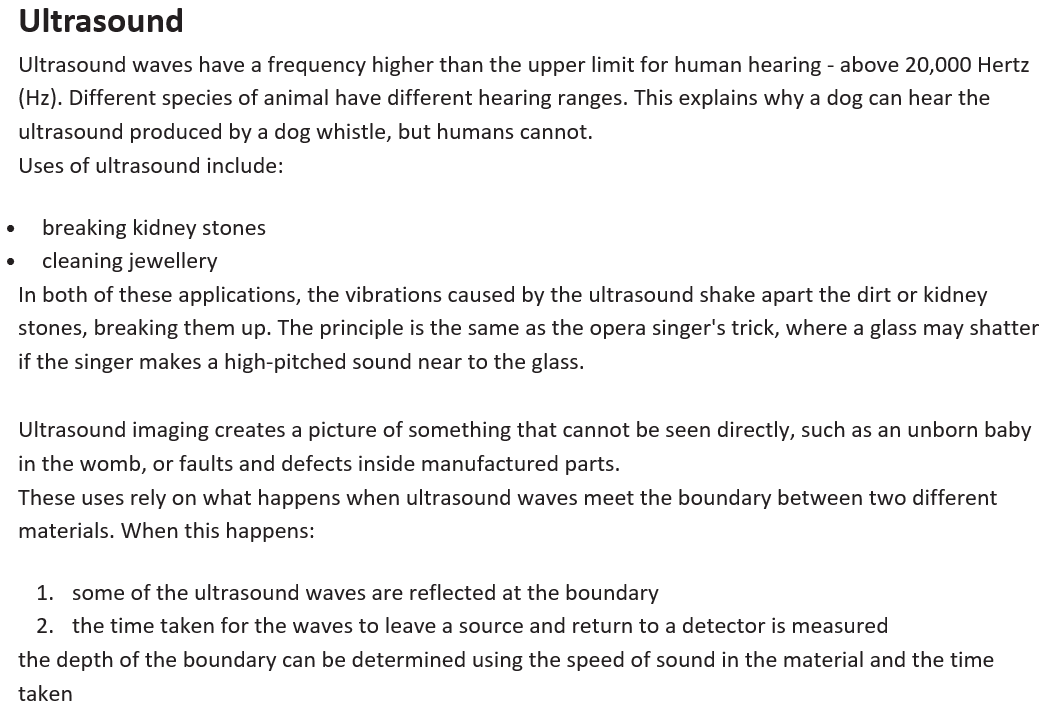 Ultrasound
Ultrasound waves have a frequency higher than the upper limit for human hearing - above 20,000 Hertz
(Hz). Different species of animal have different hearing ranges. This explains why a dog can hear the
ultrasound produced by a dog whistle, but humans cannot.
Uses of ultrasound include:
• breaking kidney stones
• cleaning jewellery
In both of these applications, the vibrations caused by the ultrasound shake apart the dirt or kidney
stones, breaking them up. The principle is the same as the opera singer's trick, where a glass may shatter
if the singer makes a high-pitched sound near to the glass.
Ultrasound imaging creates a picture of something that cannot be seen directly, such as an unborn baby
in the womb, or faults and defects inside manufactured parts.
These uses rely on what happens when ultrasound waves meet the boundary between two different
materials. When this happens:
1. some of the ultrasound waves are reflected at the boundary
2. the time taken for the waves to leave a source and return to a detector is measured
the depth of the boundary can be determined using the speed of sound in the material and the time
taken